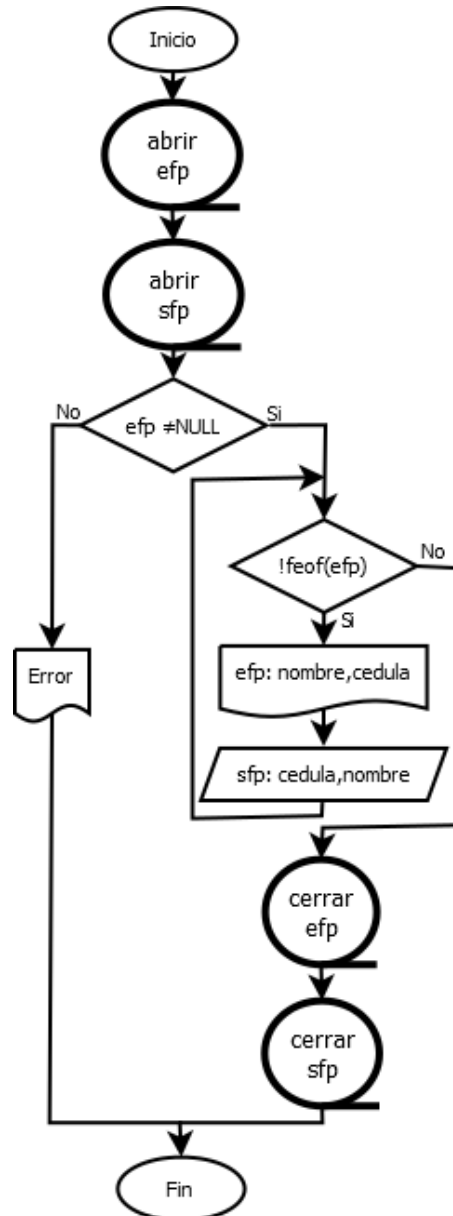 Inicio
abrir
efp
abrir
sfp
No
efp ≠NULL
Si
!feof(efp)
No
Si
Error
efp: nombre,cedula
sfp: cedula,nombre
cerrar
efp
cerrar
sfp
Fin